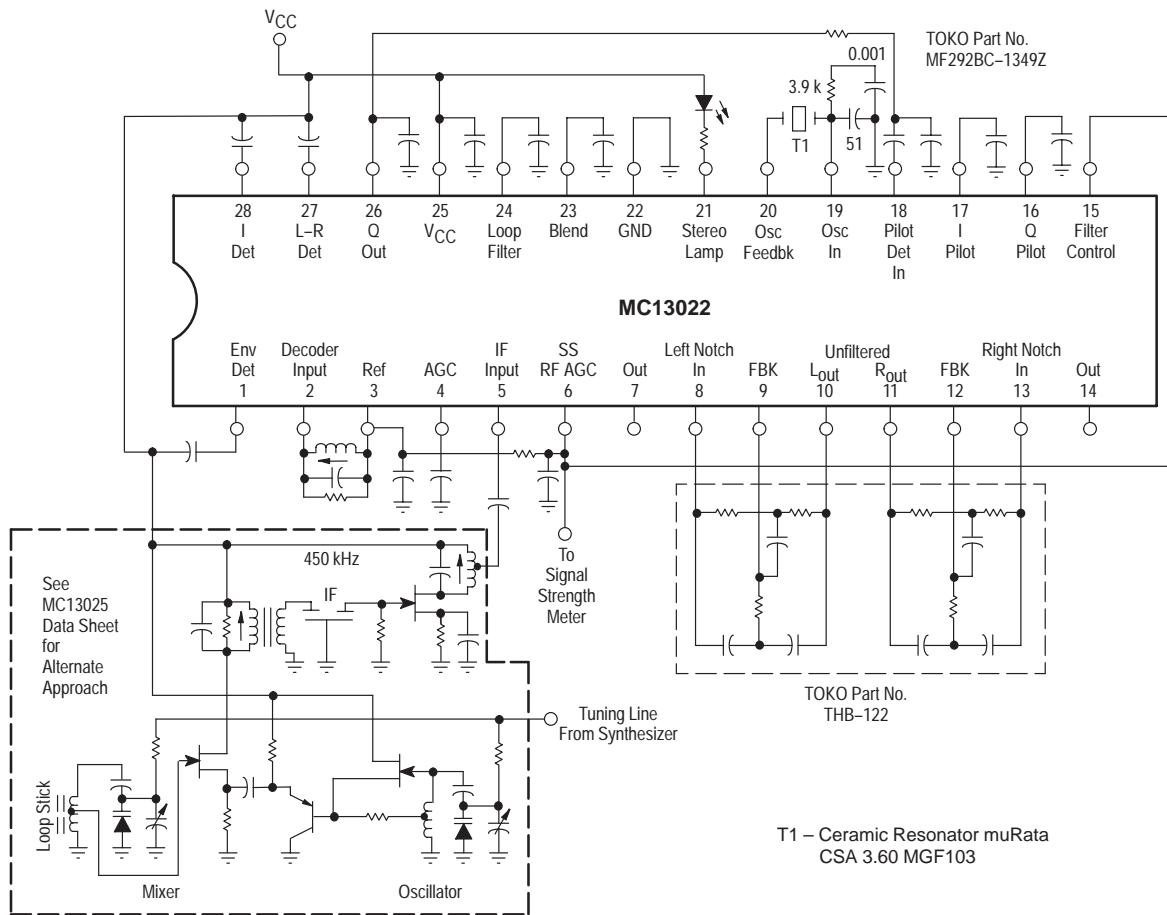 VCC
TOKO Part No.
MF292BC–1349Z
0.001
3.9 k
T1
51
28
I
Det
27
L–R
Det
26
Q
Out
25
VCC
24
Loop
Filter
23
Blend
22
GND
21
Stereo
Lamp
20
Osc
Feedbk
19
Osc
In
18
Pilot
Det
In
17
I
Pilot
16
Q
Pilot
15
Filter
Control
MC13022
Env
Det
1
Decoder
Input
2
Ref
3
AGC
4
IF
Input
5
SS
RF AGC
6
Out
7
Left Notch
In
8
FBK
9
Unfiltered
Lout
10
Rout
11
FBK
12
Right Notch
In
13
Out
14
To
Signal
Strength
Meter
450 kHz
IF
See
MC13025
Data Sheet
for
Alternate
Approach
TOKO Part No.
THB–122
Tuning Line
From Synthesizer
Loop Stick
Mixer
Oscillator
T1 – Ceramic Resonator muRata
CSA 3.60 MGF103